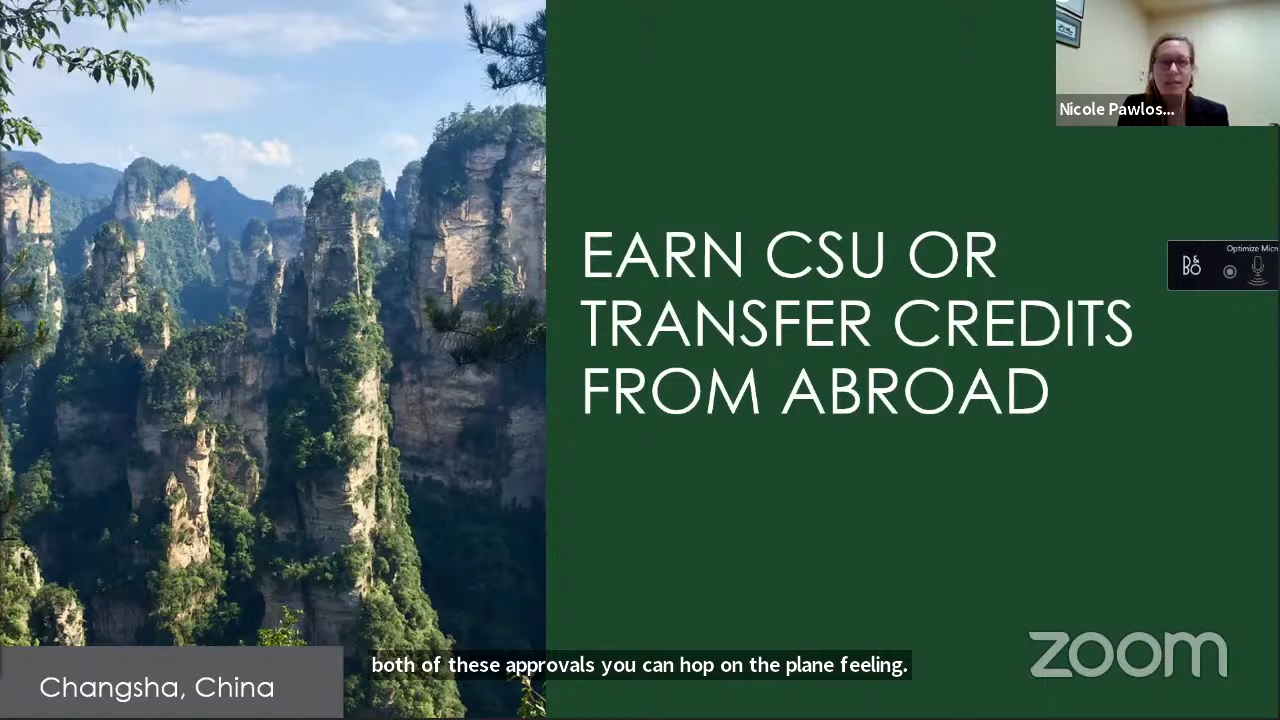 Nicole Pawlos...
Optimize Micr
B&O
EARN CSU OR
TRANSFER CREDITS
FROM ABROAD
zoom
both of these approvals you can hop on the plane feeling.
Changsha, China